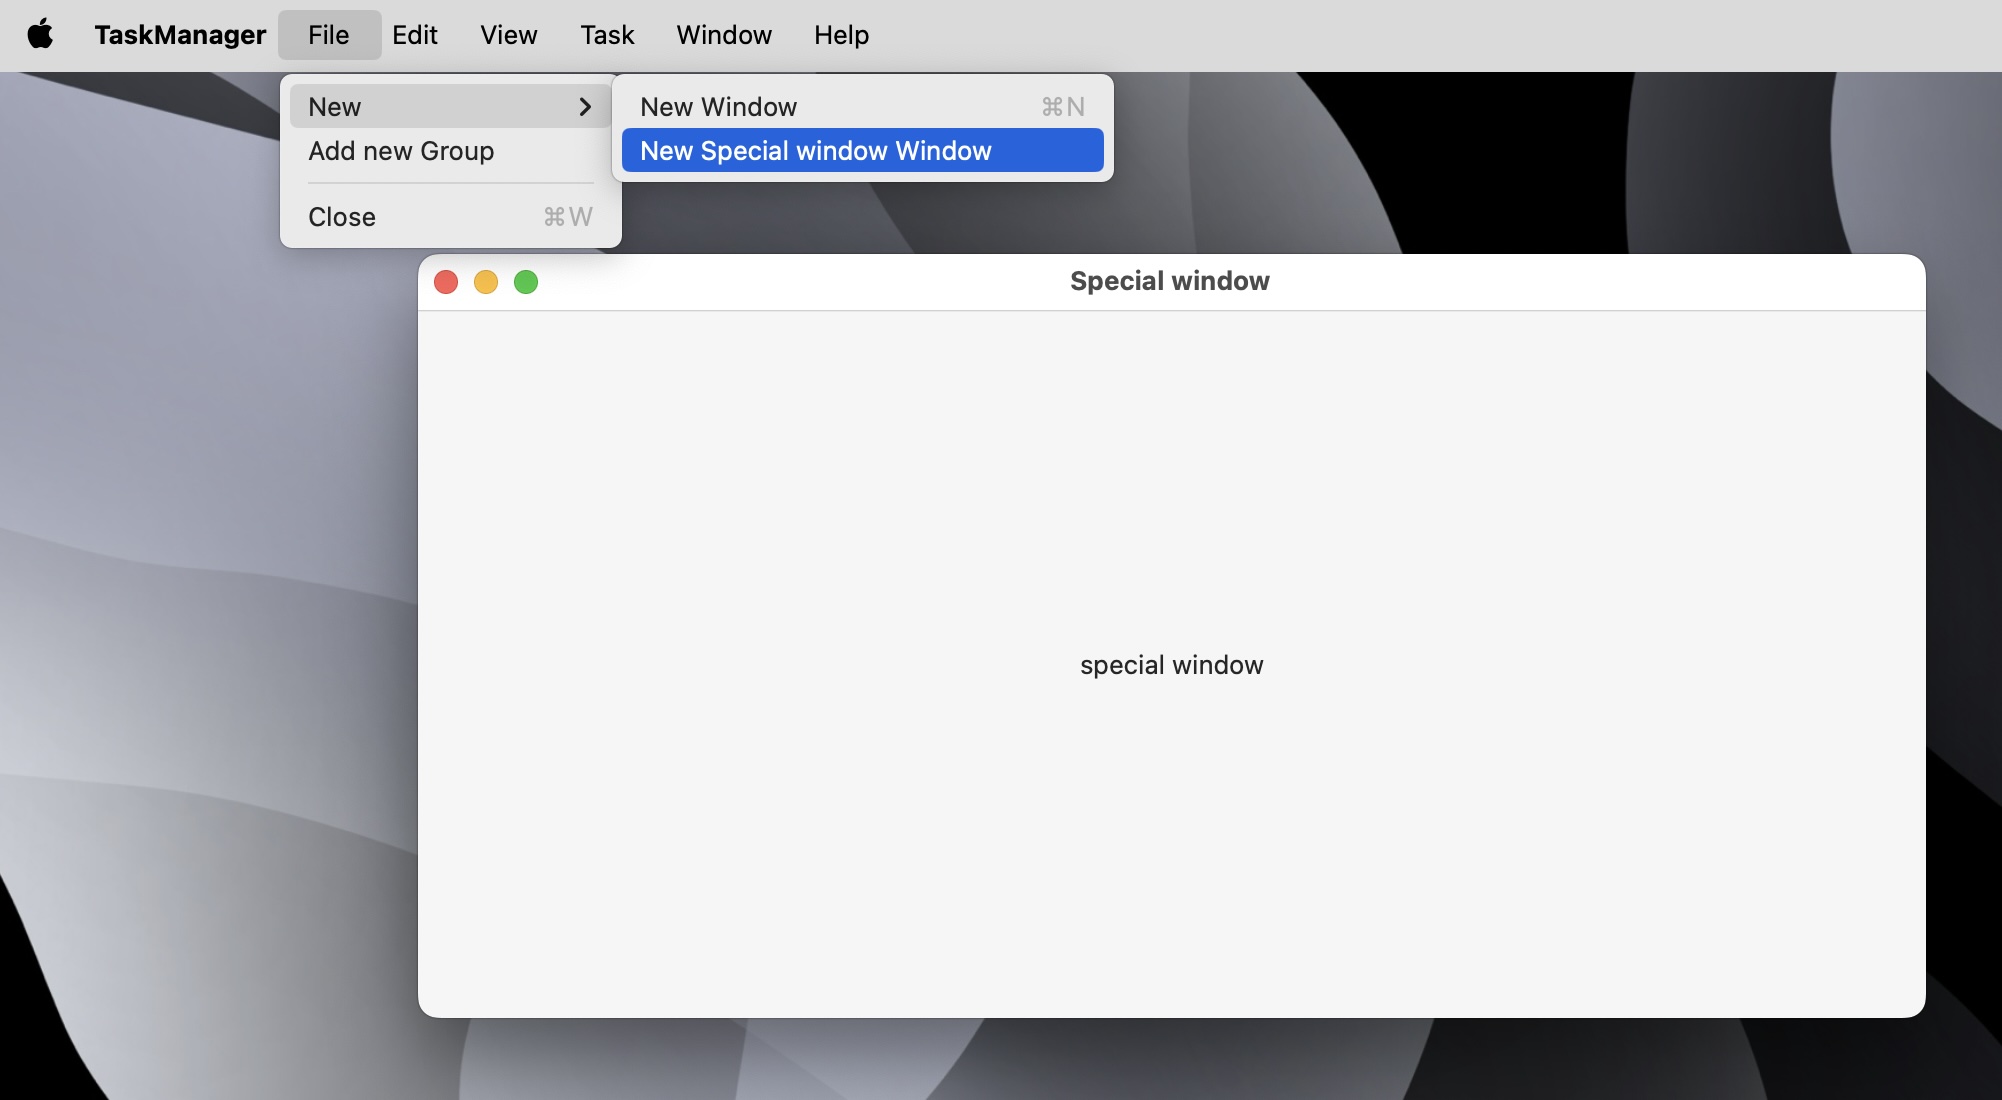 TaskManager File Edit View Task Window Help
New
New Window ⌘N
Add new Group
New Special window Window
Close ⌘W
Special window
special window